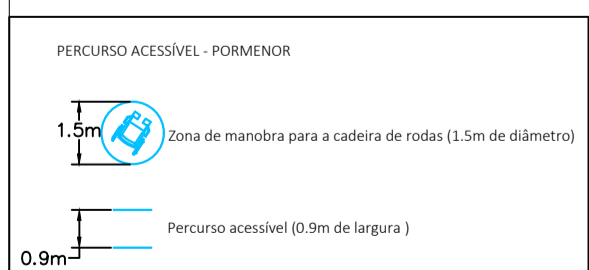 PERCURSO ACESSÍVEL - PORMENOR
1.5m
Zona de manobra para a cadeira de rodas (1.5m de diâmetro)
Percurso acessível (0.9m de largura )
0.9m